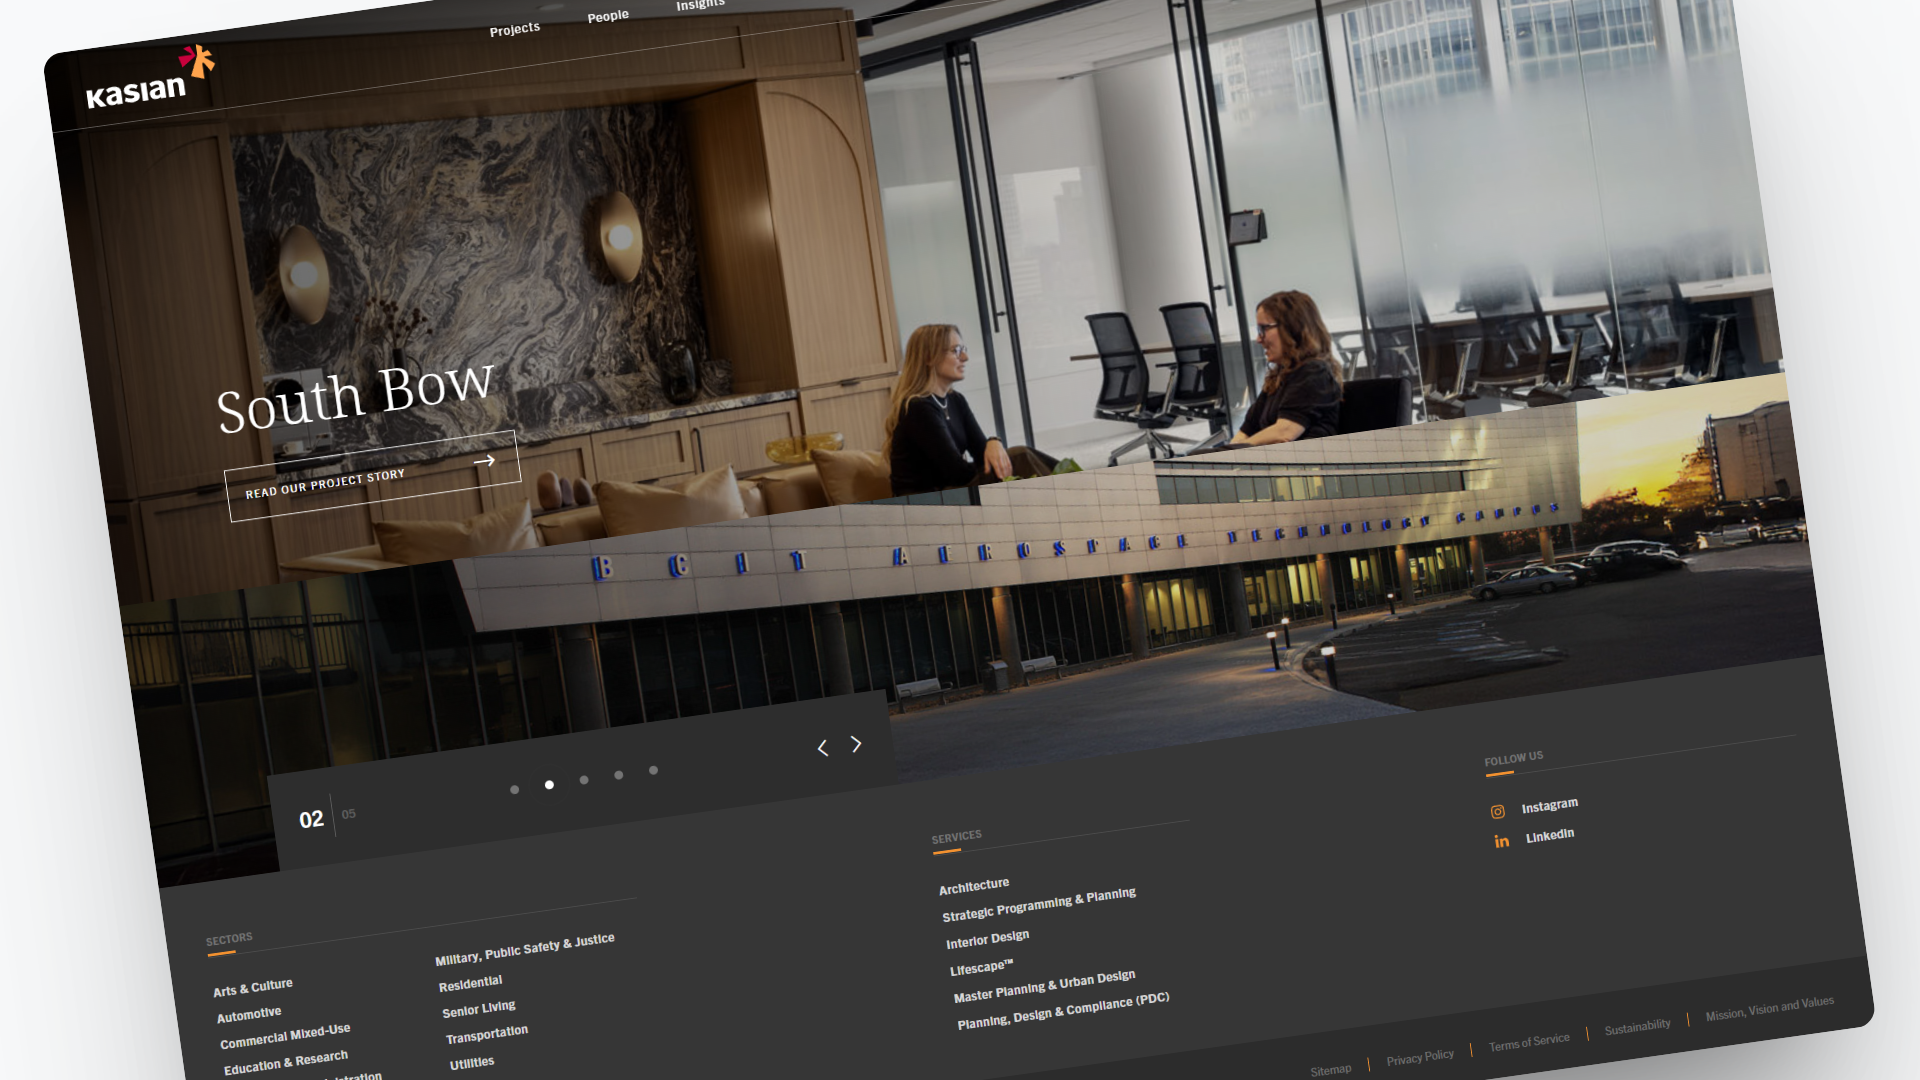 Projects
People
Insights
Kasian
South Bow
READ OUR PROJECT STORY
BCIT AEROSPACE TECHNOLOGY CAMPUS
02
05
SECTORS
Arts & Culture
Automotive
Commercial Mixed-Use
Education & Research
Military, Public Safety & Justice
Residential
Senior Living
Transportation
Utilities
SERVICES
Architecture
Strategic Programming & Planning
Interior Design
Lifescape™
Master Planning & Urban Design
Planning, Design & Compliance (PDC)
FOLLOW US
Instagram
LinkedIn
Sitemap
Privacy Policy
Terms of Service
Sustainability
Mission, Vision and Values